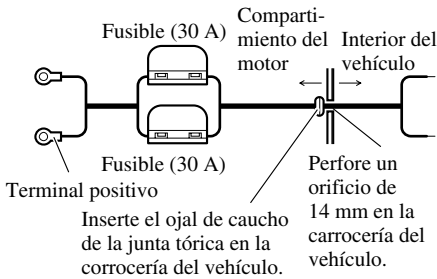 Fusible (30 A)
Comparti-
miento del
motor
Interior del
vehículo
Fusible (30 A)
Terminal positivo
Inserte el ojal de caucho
de la junta tórica en la
corrocería del vehículo.
Perfore un
orificio de
14 mm en la
carrocería del
vehículo.